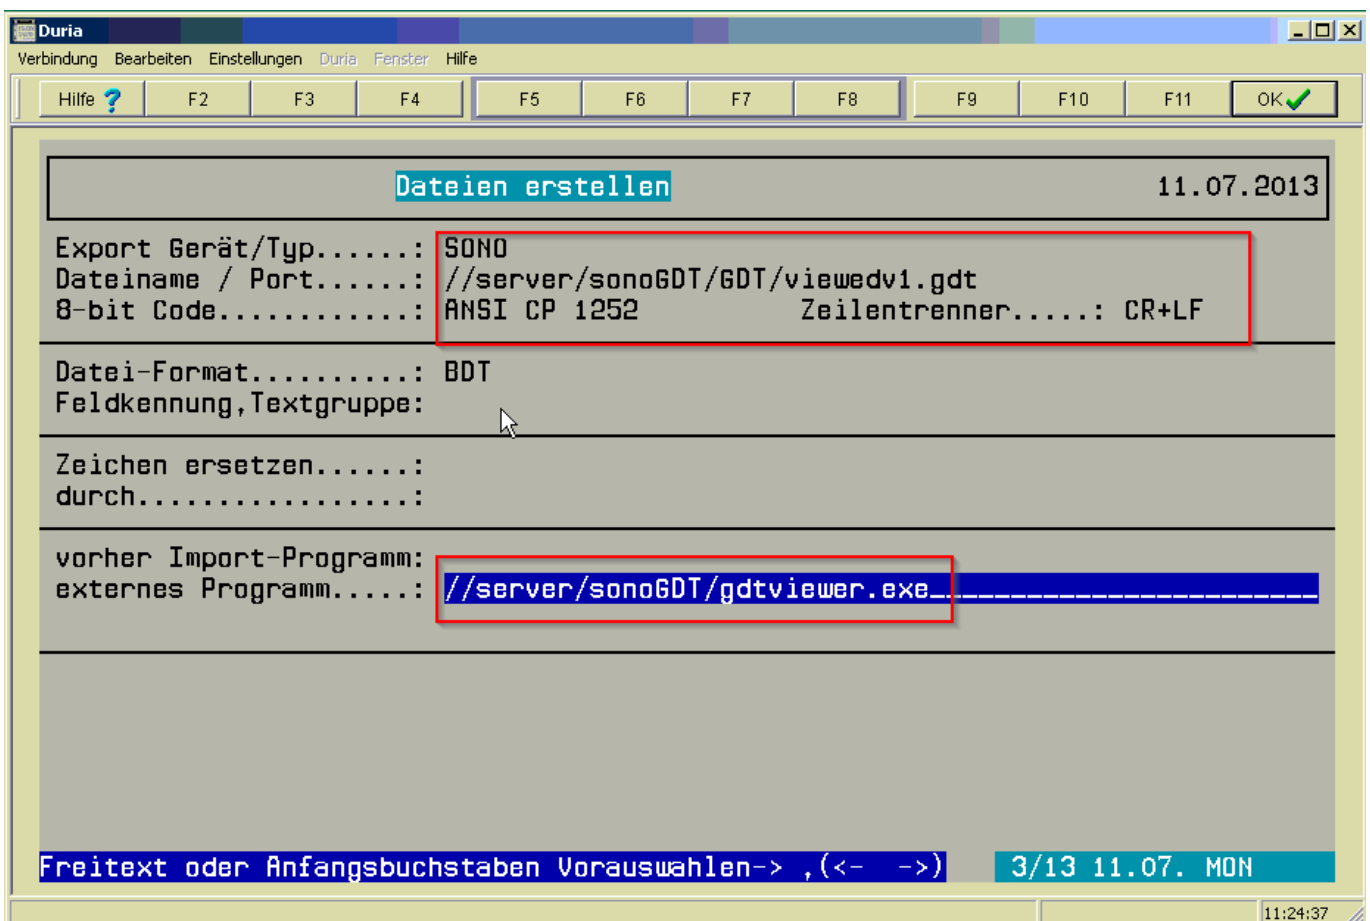 Duria
Verbindung Bearbeiten Einstellungen Duria Fenster Hilfe
Hilfe ? F2 F3 F4 F5 F6 F7 F8 F9 F10 F11 OK
Dateien erstellen 11.07.2013
Export Gerät/Typ......: SONO
Dateiname / Port......: //server/sonoGDT/GDT/viewedv1.gdt
8-bit Code............: ANSI CP 1252 Zeilentrenner.....: CR+LF
Datei-Format..........: BDT
Feldkennung,Textgruppe:
Zeichen ersetzen......:
durch.................:
vorher Import-Programm:
externes Programm.....: //server/sonoGDT/gdtviewer.exe
Freitext oder Anfangsbuchstaben Vorauswahlen-> ,(<- ->) 3/13 11.07. MON
11:24:37